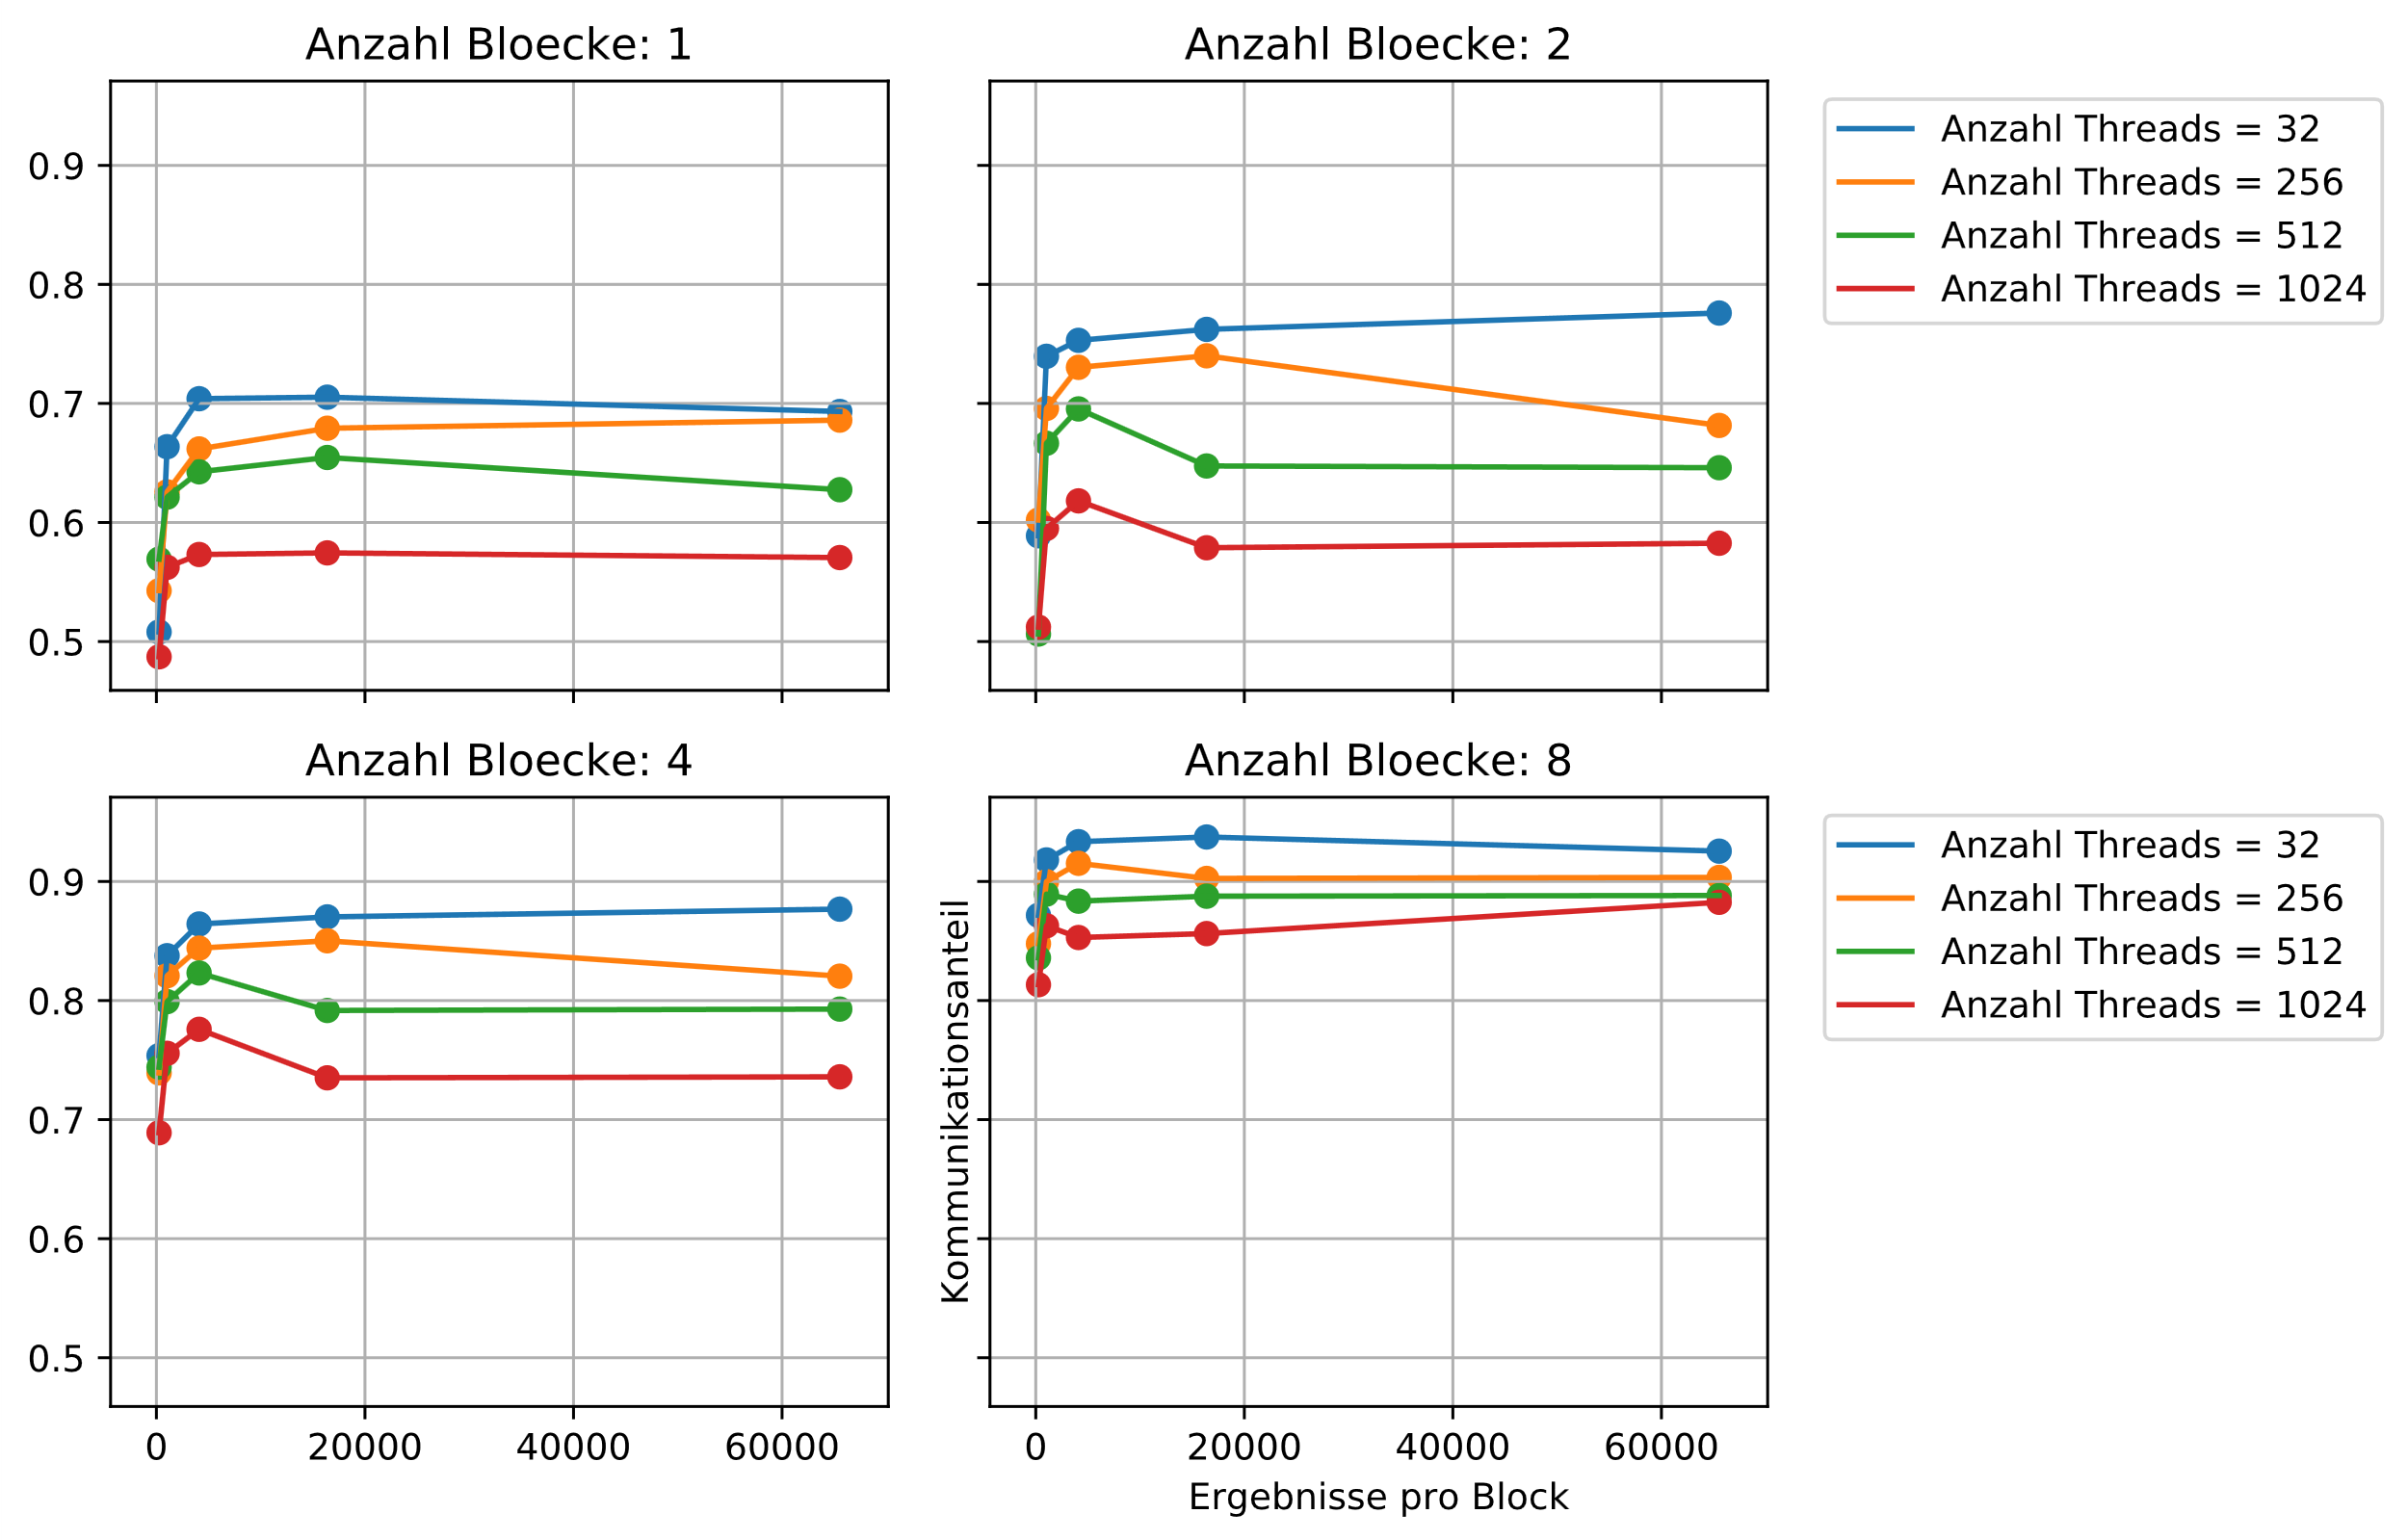 Anzahl Bloecke: 1
0.9
0.8
0.7
0.6
0.5
Anzahl Bloecke: 2
Anzahl Threads = 32
Anzahl Threads = 256
Anzahl Threads = 512
Anzahl Threads = 1024
Anzahl Bloecke: 4
0.9
0.8
0.7
0.6
0.5
0 20000 40000 60000
Anzahl Bloecke: 8
Kommunikationsanteil
0 20000 40000 60000
Ergebnisse pro Block
Anzahl Threads = 32
Anzahl Threads = 256
Anzahl Threads = 512
Anzahl Threads = 1024